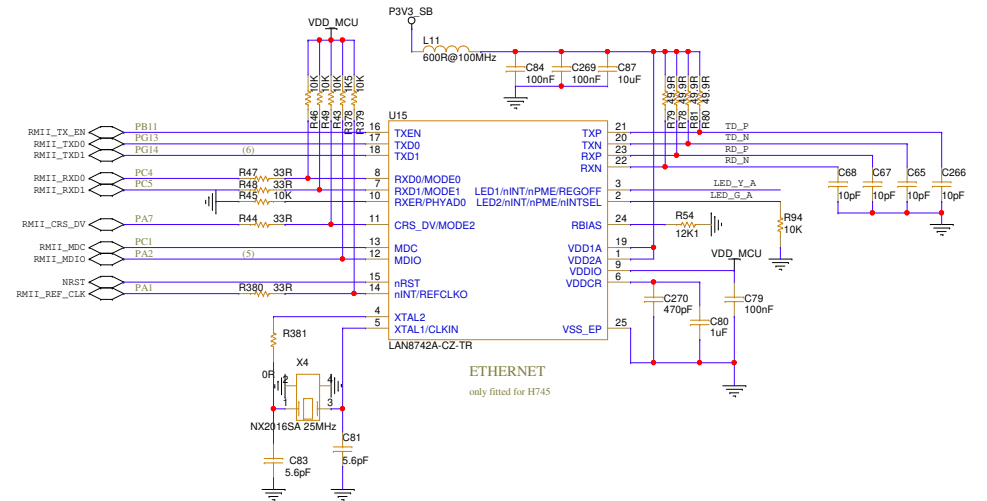 P3V3_SB
VDD_MCU
L11
600R@100MHz
C84
100nF
C269
100nF
C87
10uF
10K
10K
10K
1K5
10K
R46
R49
R43
R378
R379
49.9R
49.9R
49.9R
49.9R
R79
R78
R81
R80
U15
RMII_TX_EN PB11 16 TXEN TXP 21 TD_P
RMII_TXD0 PG13 17 TXD0 TXN 20 TD_N
RMII_TXD1 PG14 (6) 18 TXD1 RXP 23 RD_P
RXN 22 RD_N
RMII_RXD0 PC4 R47 33R 8 RXD0/MODE0
RMII_RXD1 PC5 R48 33R 7 RXD1/MODE1 LED1/nINT/nPME/REGOFF 3 LED_Y_A
R45 10K 10 RXER/PHYAD0 LED2/nINT/nPME/nINTSEL 2 LED_G_A
C68
10pF
C67
10pF
C65
10pF
C266
10pF
RMII_CRS_DV PA7 R44 33R 11 CRS_DV/MODE2 RBIAS 24 R54
12K1
R94
10K
RMII_MDC PC1 13 MDC VDD1A 19
RMII_MDIO PA2 (5) 12 MDIO VDD2A 1
VDD_MCU
VDDIO 9
NRST 15 nRST VDDCR 6
RMII_REF_CLK PA1 R380 33R 14 nINT/REFCLKO
C270
470pF
C79
100nF
C80
1uF
4 XTAL2
5 XTAL1/CLKIN VSS_EP 25
R381
0R
LAN8742A-CZ-TR
X4
2 4
1 3
NX2016SA 25MHz
ETHERNET
only fitted for H745
C81
5.6pF
C83
5.6pF